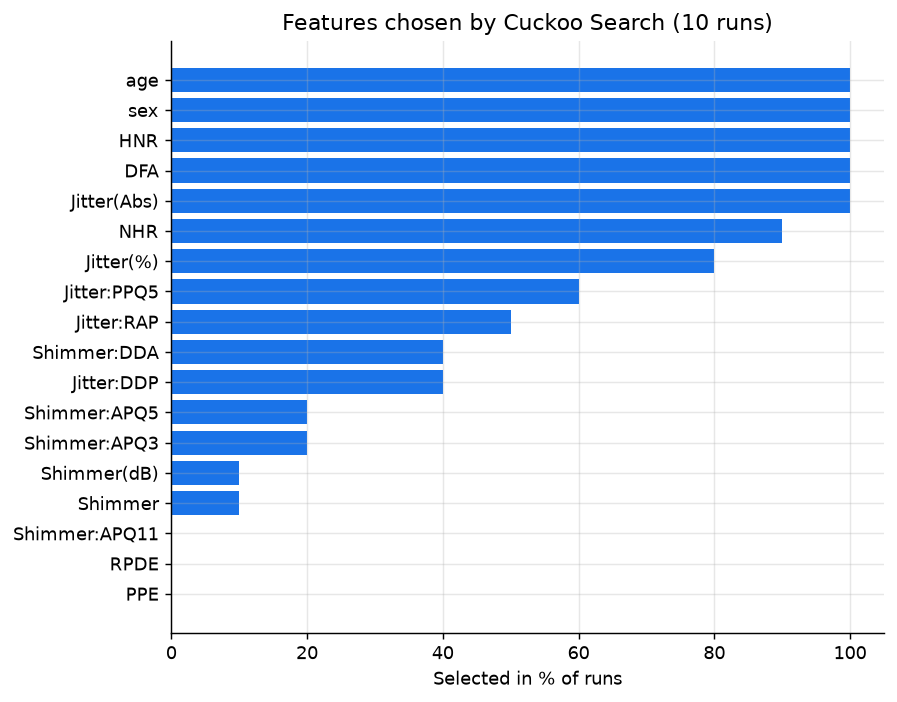 Features chosen by Cuckoo Search (10 runs)
age
sex
HNR
DFA
Jitter(Abs)
NHR
Jitter(%)
Jitter:PPQ5
Jitter:RAP
Shimmer:DDA
Jitter:DDP
Shimmer:APQ5
Shimmer:APQ3
Shimmer(dB)
Shimmer
Shimmer:APQ11
RPDE
PPE
0 20 40 60 80 100
Selected in % of runs